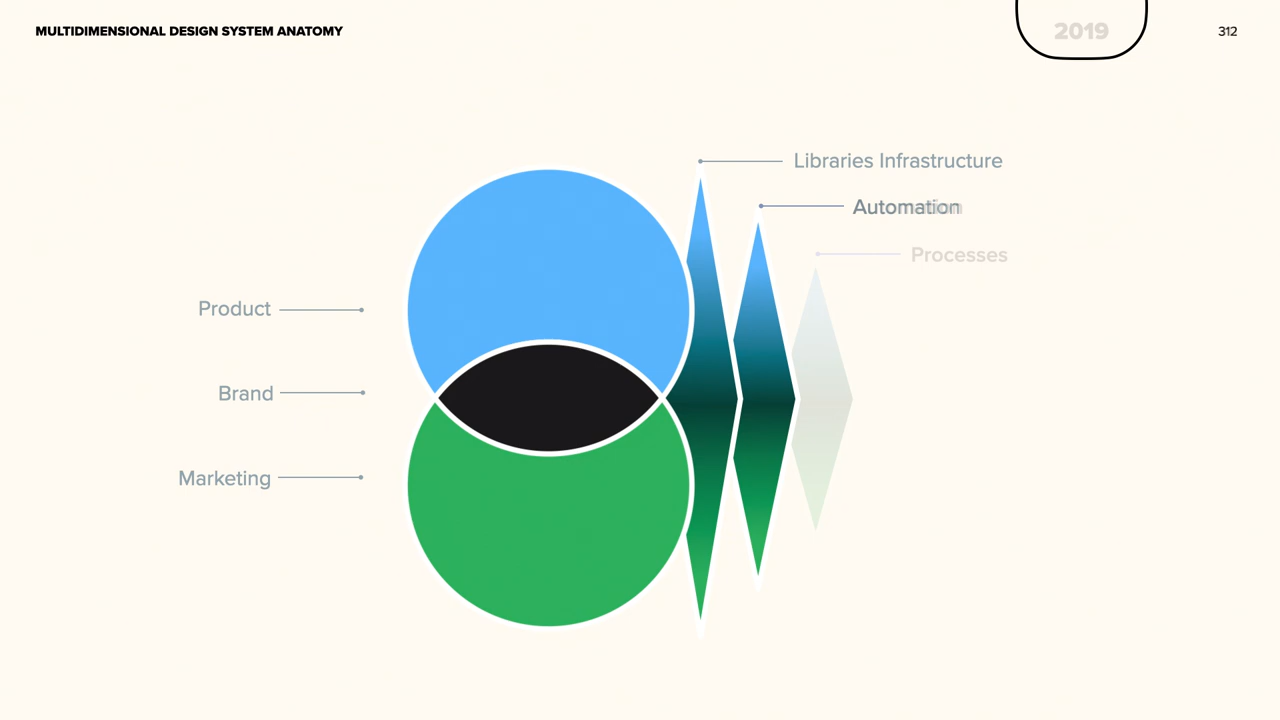 MULTIDIMENSIONAL DESIGN SYSTEM ANATOMY
2019
312
Libraries Infrastructure
Automation
Processes
Product
Brand
Marketing